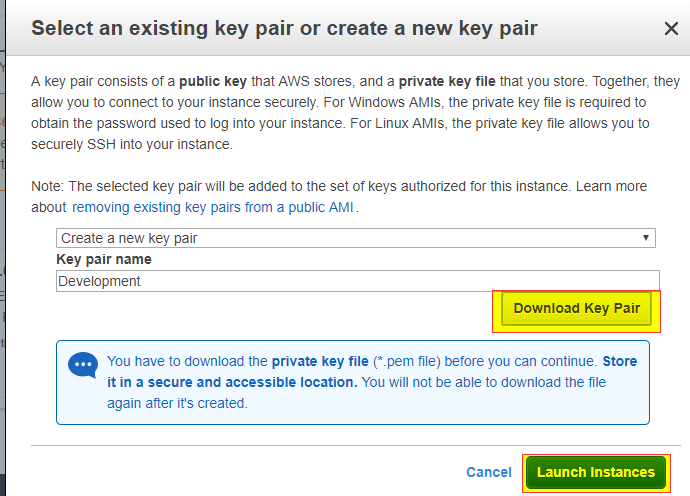 Select an existing key pair or create a new key pair
A key pair consists of a public key that AWS stores, and a private key file that you store. Together, they
allow you to connect to your instance securely. For Windows AMIs, the private key file is required to
obtain the password used to log into your instance. For Linux AMIs, the private key file allows you to
securely SSH into your instance.
Note: The selected key pair will be added to the set of keys authorized for this instance. Learn more
about removing existing key pairs from a public AMI .
Create a new key pair
Key pair name
Development
Download Key Pair
You have to download the private key file (*.pem file) before you can continue. Store
it in a secure and accessible location. You will not be able to download the file
again after it's created.
Cancel
Launch Instances